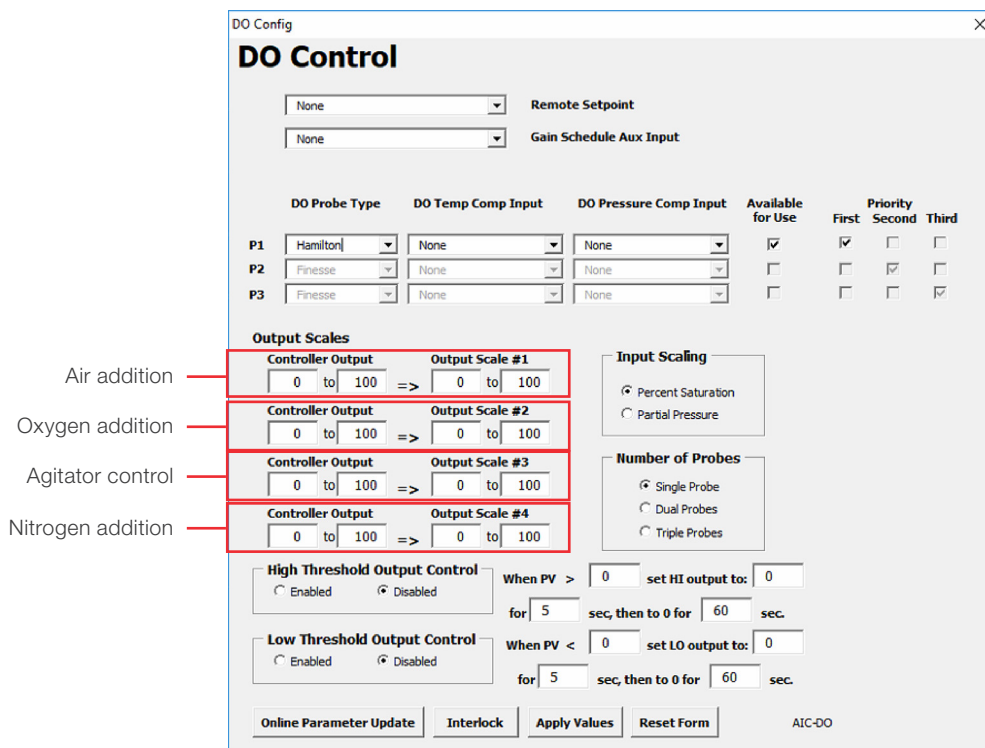 DO Config
DO Control
None Remote Setpoint
None Gain Schedule Aux Input
DO Probe Type DO Temp Comp Input DO Pressure Comp Input Available for Use Priority First Second Third
P1 Hamilton None None
P2 Finesse None None
P3 Finesse None None
Output Scales
Air addition
Controller Output Output Scale #1
0 to 100 => 0 to 100
Oxygen addition
Controller Output Output Scale #2
0 to 100 => 0 to 100
Agitator control
Controller Output Output Scale #3
0 to 100 => 0 to 100
Nitrogen addition
Controller Output Output Scale #4
0 to 100 => 0 to 100
Input Scaling
Percent Saturation
Partial Pressure
Number of Probes
Single Probe
Dual Probes
Triple Probes
High Threshold Output Control
Enabled Disabled
When PV > 0 set HI output to: 0
for 5 sec, then to 0 for 60 sec.
Low Threshold Output Control
Enabled Disabled
When PV < 0 set LO output to: 0
for 5 sec, then to 0 for 60 sec.
Online Parameter Update Interlock Apply Values Reset Form AIC-DO